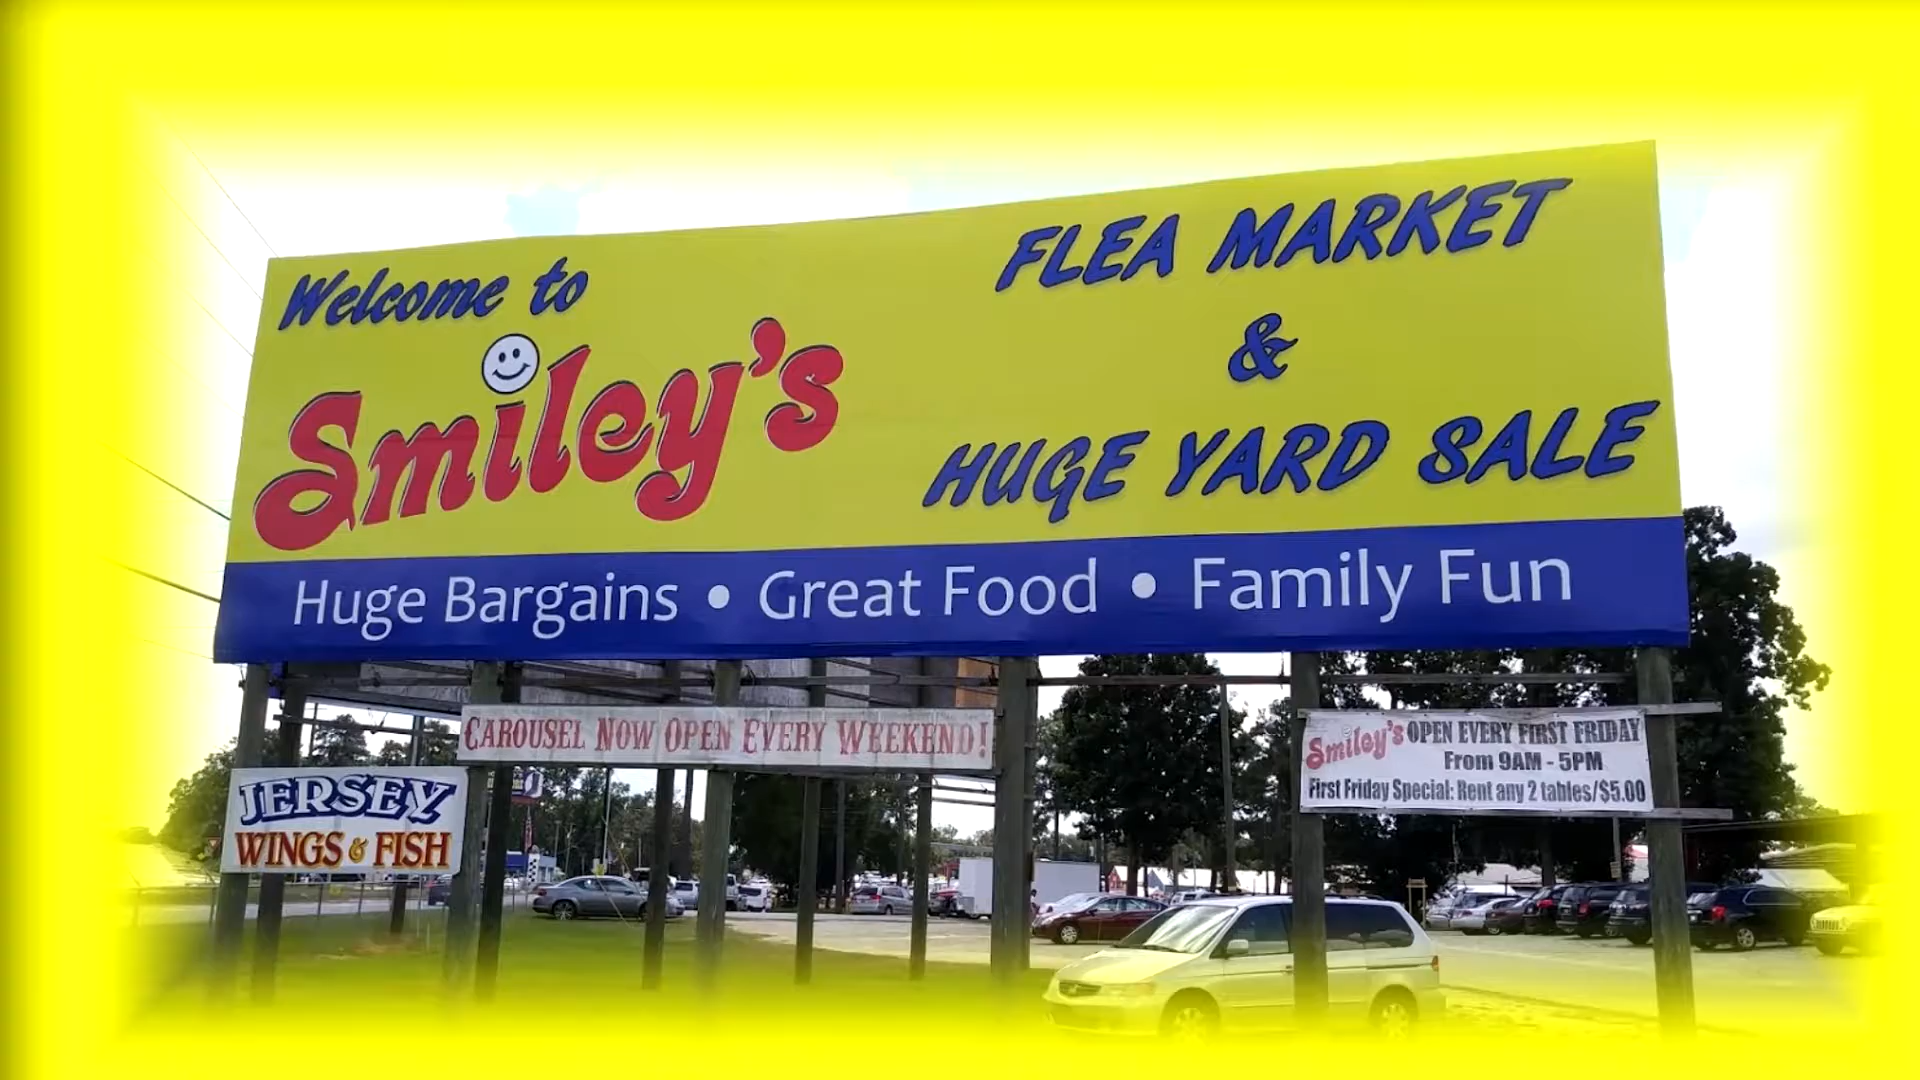 Welcome to
Smiley's
FLEA MARKET
&
HUGE YARD SALE
Huge Bargains • Great Food • Family Fun
CAROUSEL NOW OPEN EVERY WEEKEND!
JERSEY
WINGS & FISH
Smiley's OPEN EVERY FIRST FRIDAY
From 9AM - 5PM
First Friday Special: Rent any 2 tables/$5.00